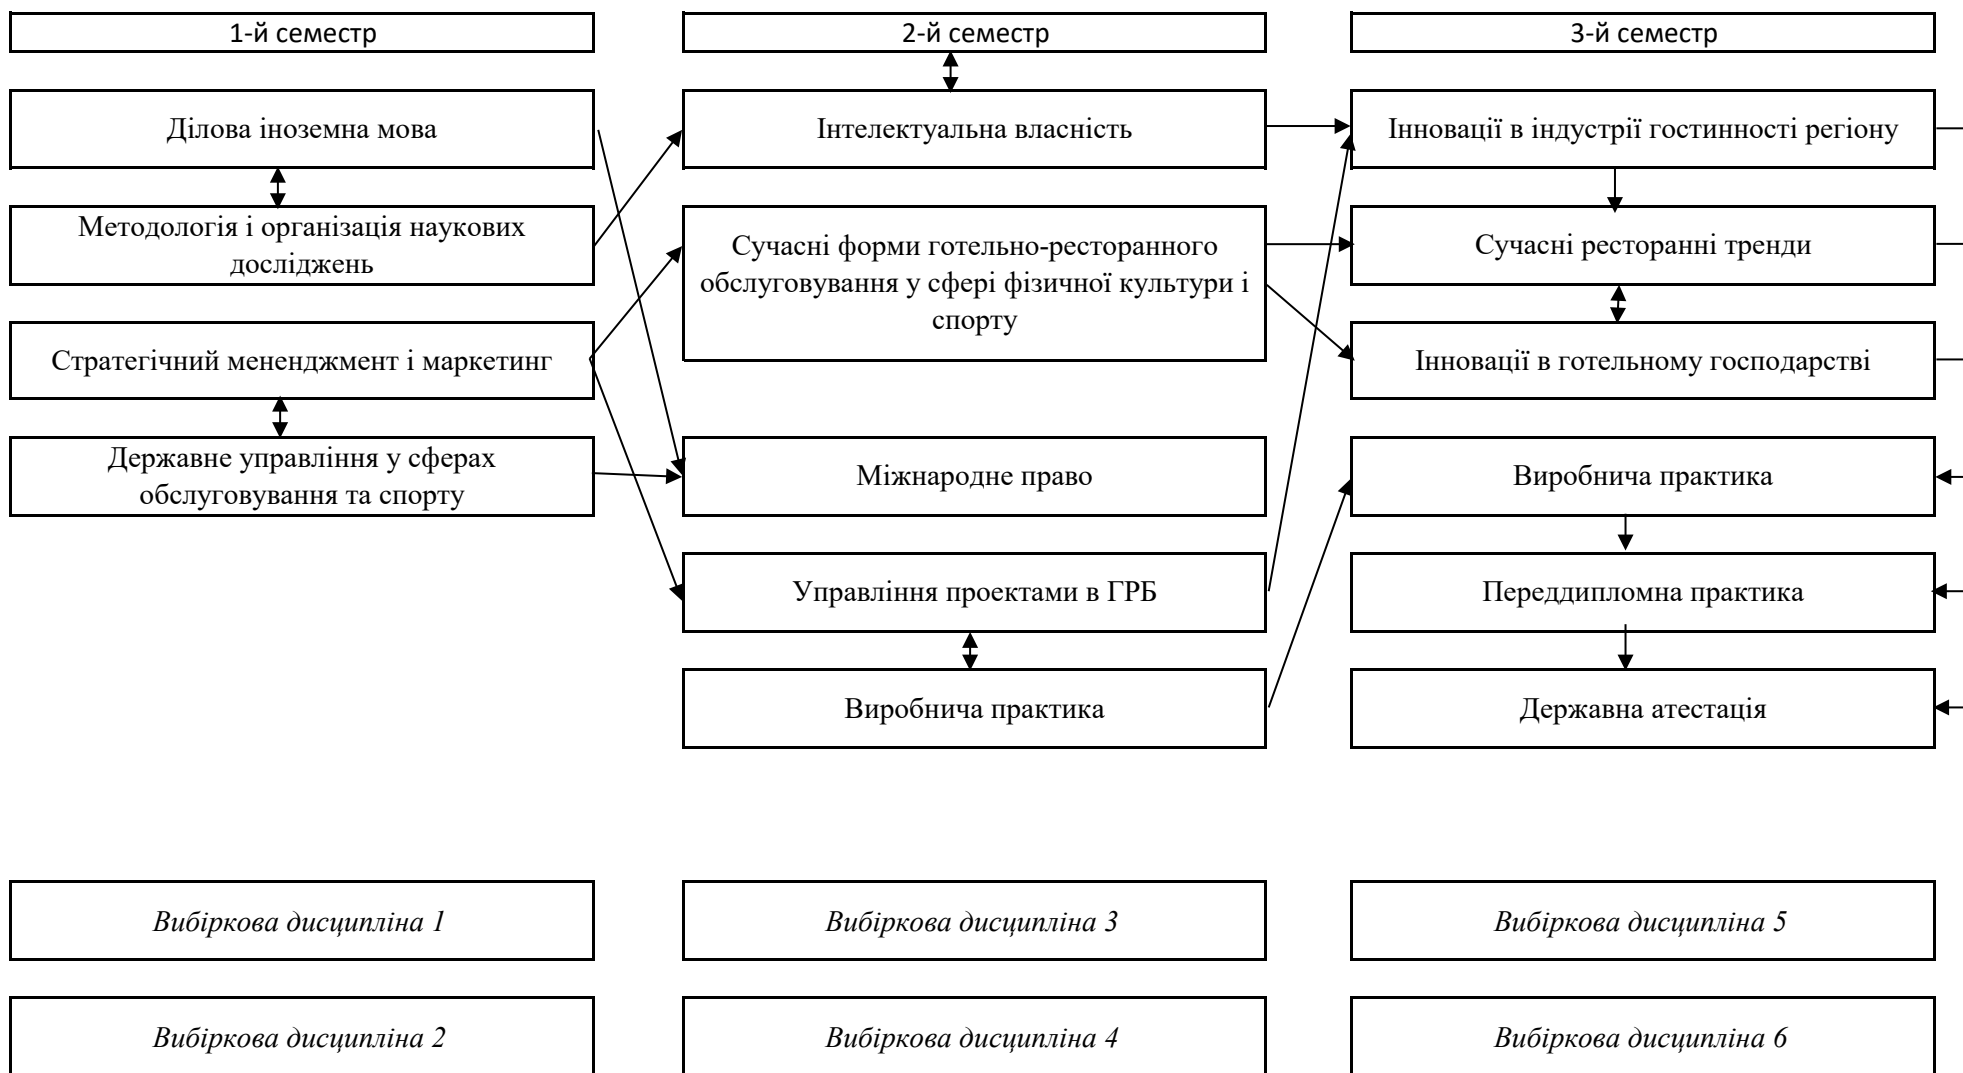 1-й семестр
2-й семестр
3-й семестр
Ділова іноземна мова
Інтелектуальна власність
Інновації в індустрії гостинності регіону
Методологія і організація наукових
досліджень
Сучасні форми готельно-ресторанного
обслуговування у сфері фізичної культури і
спорту
Сучасні ресторанні тренди
Стратегічний мененджмент і маркетинг
Інновації в готельному господарстві
Державне управління у сферах
обслуговування та спорту
Міжнародне право
Виробнича практика
Управління проектами в ГРБ
Переддипломна практика
Виробнича практика
Державна атестація
Вибіркова дисципліна 1
Вибіркова дисципліна 3
Вибіркова дисципліна 5
Вибіркова дисципліна 2
Вибіркова дисципліна 4
Вибіркова дисципліна 6